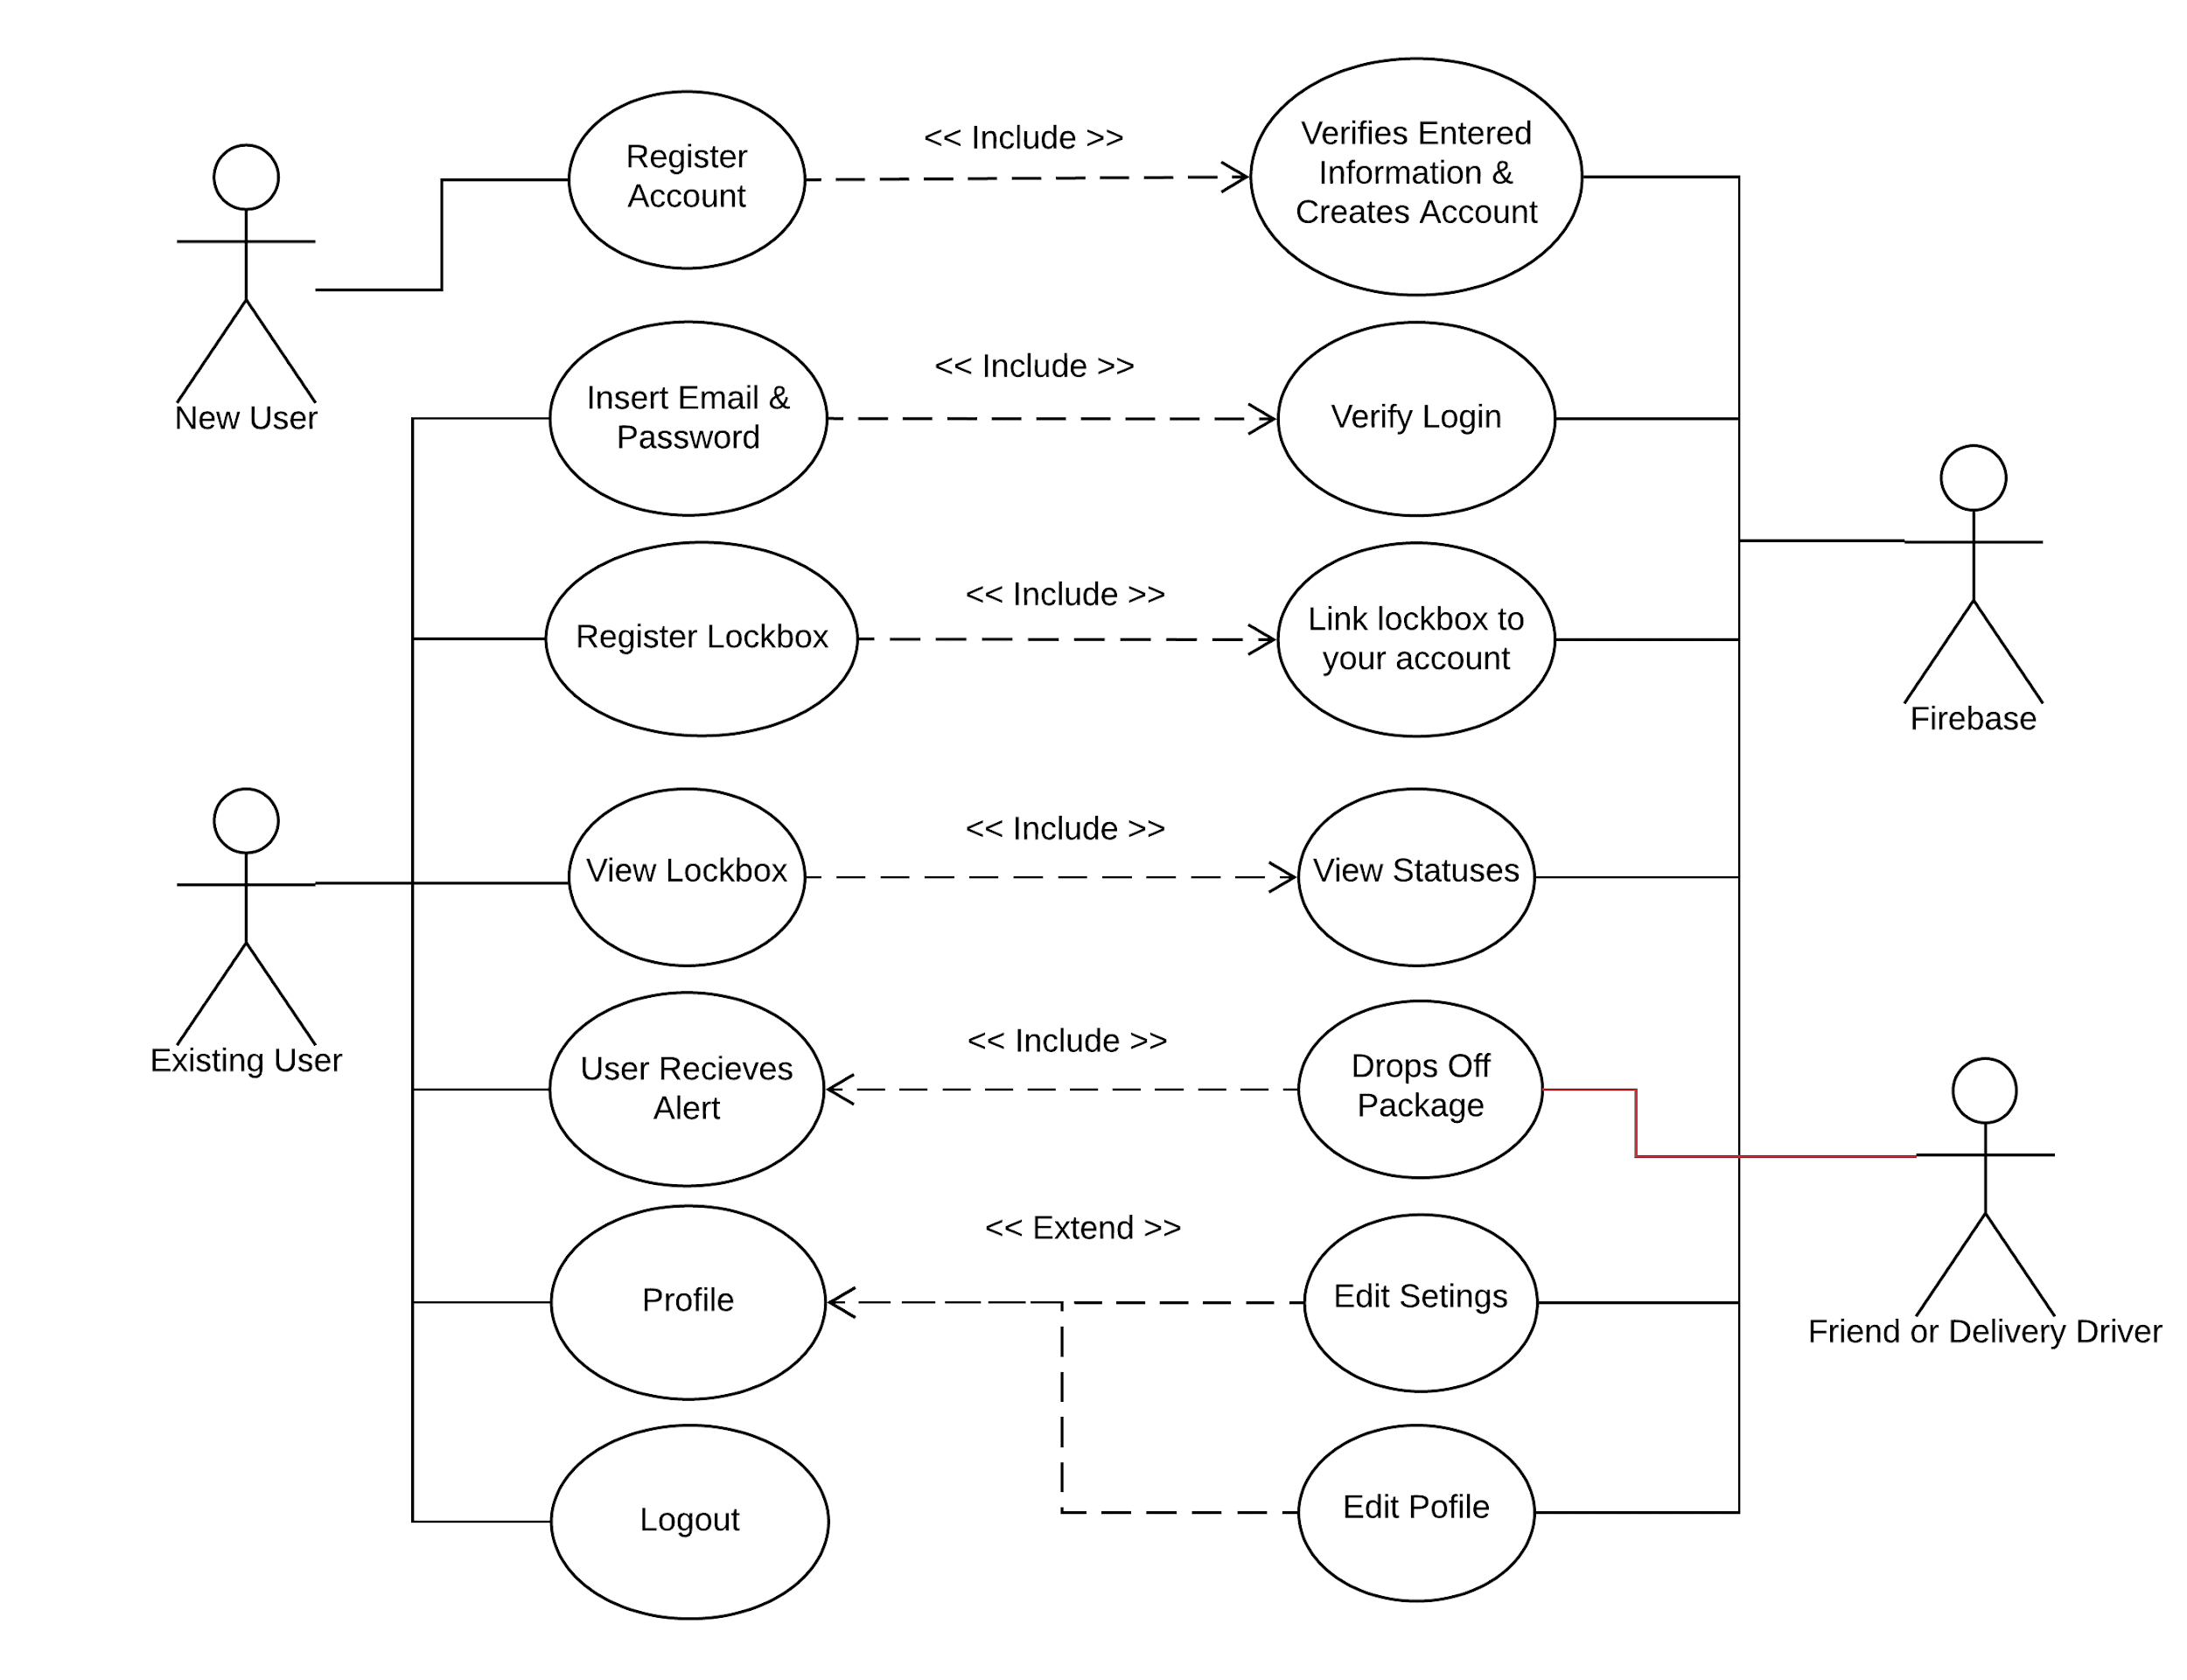 Register
Account
<< Include >>
Verifies Entered
Information &
Creates Account
New User
Insert Email &
Password
<< Include >>
Verify Login
Register Lockbox
<< Include >>
Link lockbox to
your account
Firebase
View Lockbox
<< Include >>
View Statuses
Existing User
User Recieves
Alert
<< Include >>
Drops Off
Package
<< Extend >>
Profile
Edit Setings
Friend or Delivery Driver
Logout
Edit Pofile